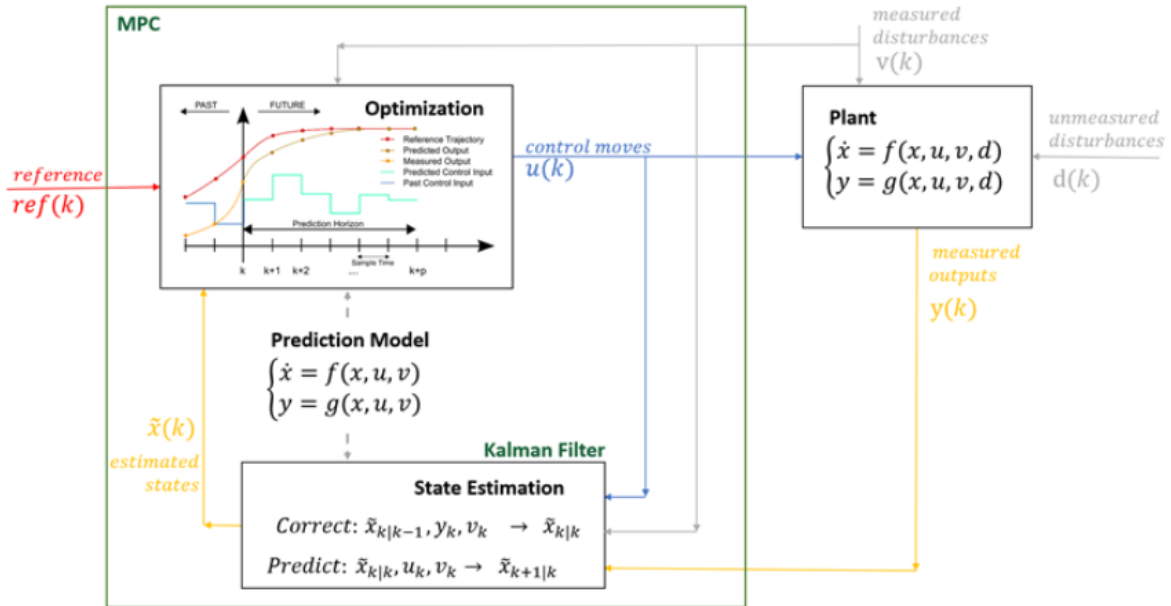 MPC
measured
disturbances
v(k)
Optimization
PAST
FUTURE
Reference Trajectory
Predicted Output
Measured Output
Predicted Control Input
Past Control Input
Prediction Horizon
Sample Time
k
k+1
k+2
...
k+p
reference
ref(k)
control moves
u(k)
Plant
ẋ = f(x, u, v, d)
y = g(x, u, v, d)
unmeasured
disturbances
d(k)
measured
outputs
y(k)
Prediction Model
ẋ = f(x, u, v)
y = g(x, u, v)
x̃(k)
estimated
states
Kalman Filter
State Estimation
Correct: x̃ₖ|ₖ₋₁, yₖ, vₖ → x̃ₖ|ₖ
Predict: x̃ₖ|ₖ, uₖ, vₖ → x̃ₖ₊₁|ₖ